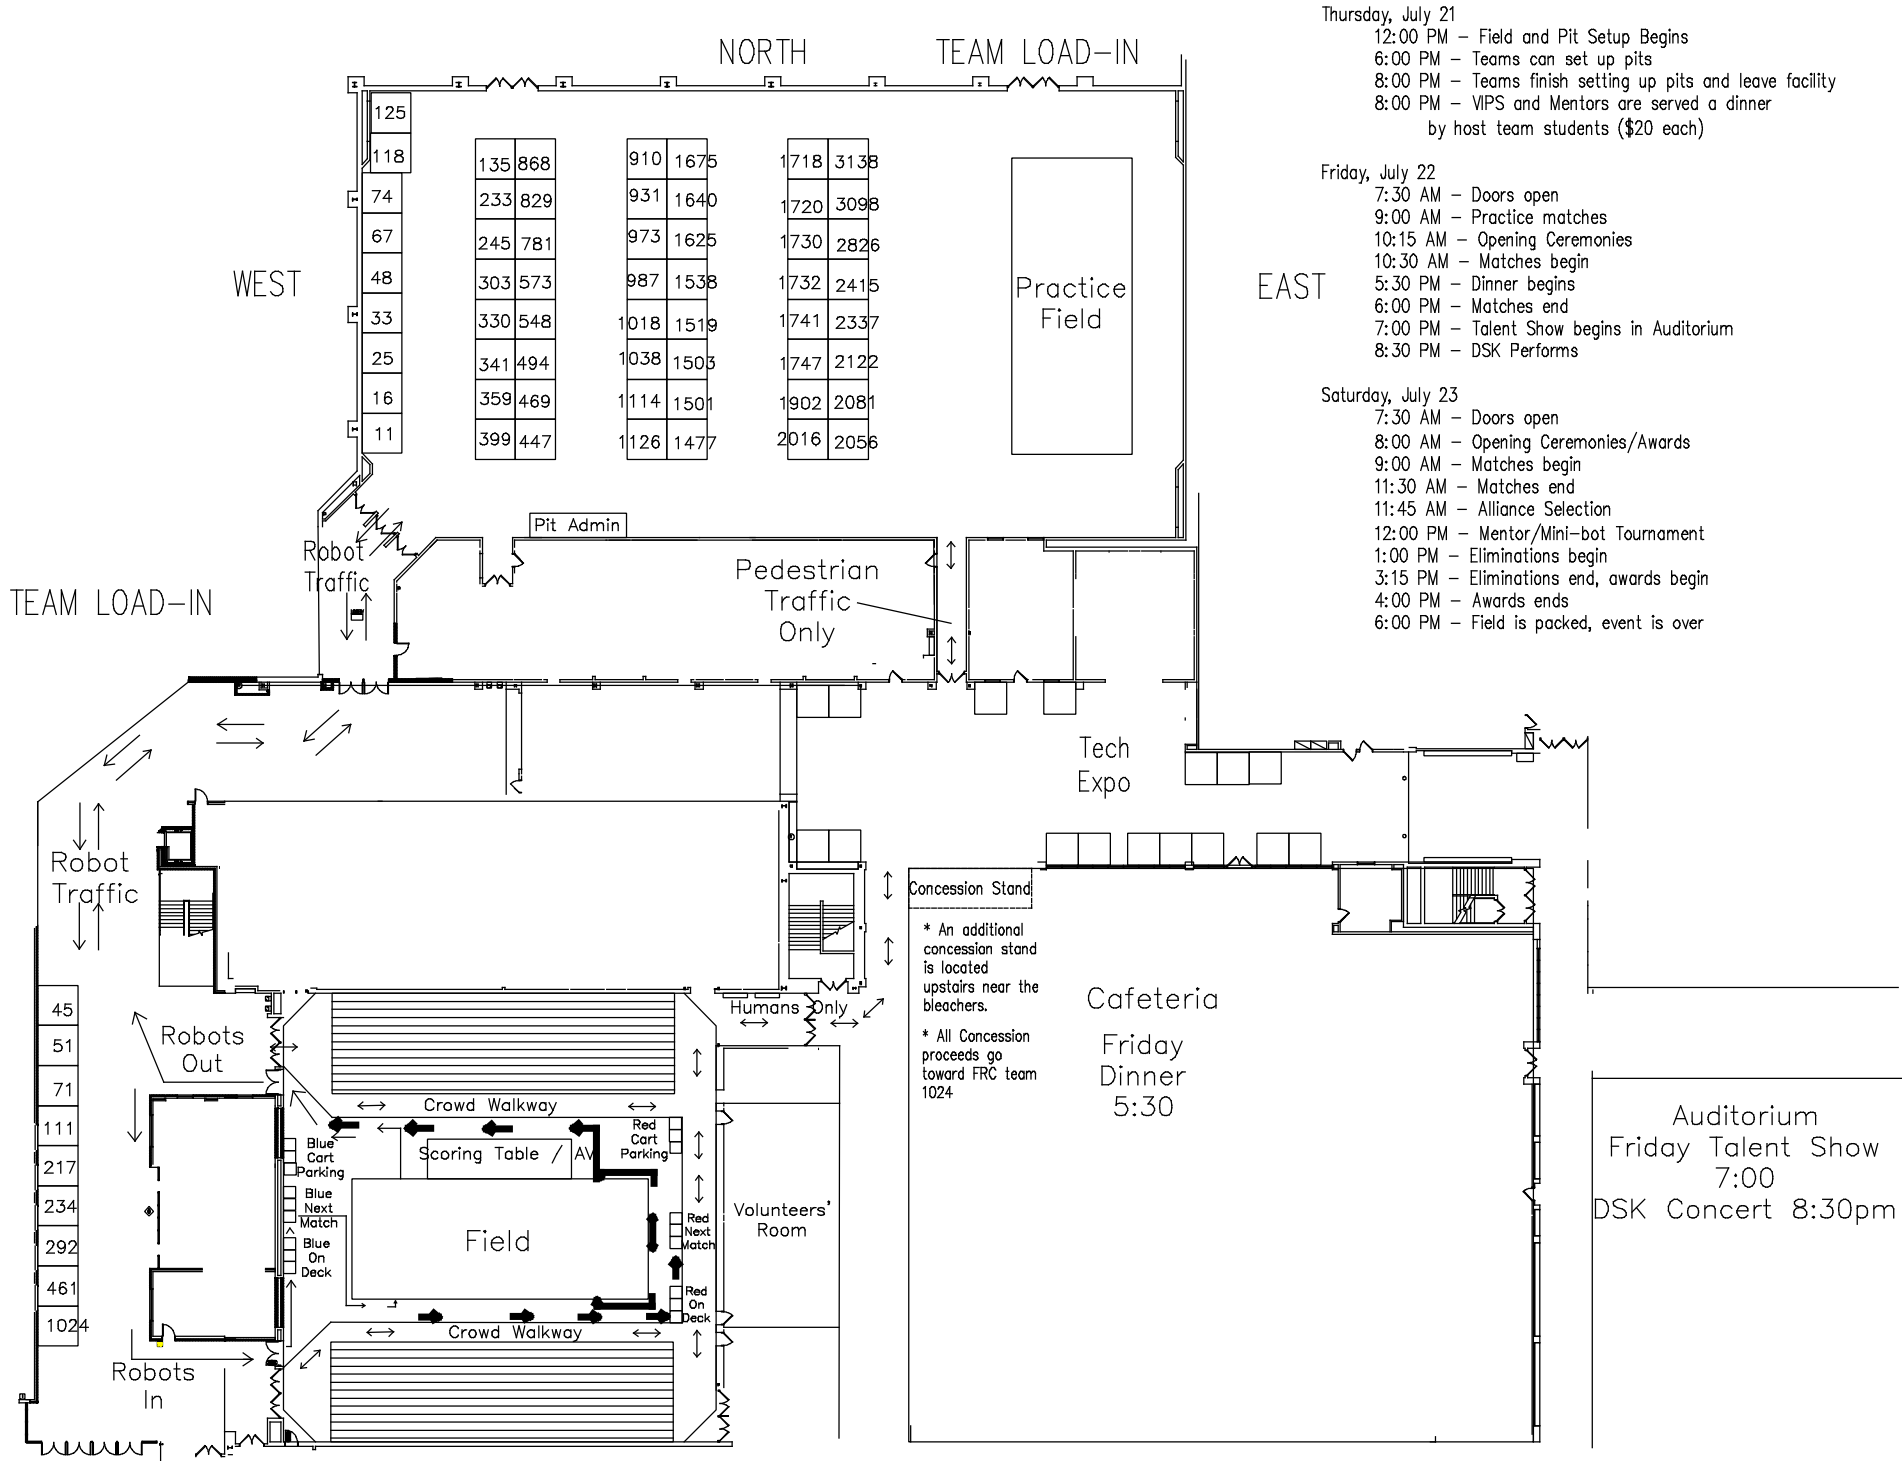 Thursday, July 21
12:00 PM – Field and Pit Setup Begins
6:00 PM – Teams can set up pits
8:00 PM – Teams finish setting up pits and leave facility
8:00 PM – VIPS and Mentors are served a dinner
by host team students ($20 each)
Friday, July 22
7:30 AM – Doors open
9:00 AM – Practice matches
10:15 AM – Opening Ceremonies
10:30 AM – Matches begin
5:30 PM – Dinner begins
6:00 PM – Matches end
7:00 PM – Talent Show begins in Auditorium
8:30 PM – DSK Performs
Saturday, July 23
7:30 AM – Doors open
8:00 AM – Opening Ceremonies/Awards
9:00 AM – Matches begin
11:30 AM – Matches end
11:45 AM – Alliance Selection
12:00 PM – Mentor/Mini-bot Tournament
1:00 PM – Eliminations begin
3:15 PM – Eliminations end, awards begin
4:00 PM – Awards ends
6:00 PM – Field is packed, event is over
NORTH
TEAM LOAD-IN
WEST
EAST
125
118
74
67
48
33
25
16
11
135 868
233 829
245 781
303 573
330 548
341 494
359 469
399 447
910 1675
931 1640
973 1625
987 1538
1018 1519
1038 1503
1114 1501
1126 1477
1718 3138
1720 3098
1730 2826
1732 2415
1741 2337
1747 2122
1902 2081
2016 2056
Practice
Field
Pit Admin
Robot
Traffic
Pedestrian
Traffic
Only
TEAM LOAD-IN
Tech
Expo
Robot
Traffic
Concession Stand
* An additional
concession stand
is located
upstairs near the
bleachers.
* All Concession
proceeds go
toward FRC team
1024
Cafeteria
Friday
Dinner
5:30
Humans Only
45
51
71
111
217
234
292
461
1024
Robots
Out
Crowd Walkway
Blue
Cart
Parking
Scoring Table / AV
Red
Cart
Parking
Blue
Next
Match
Blue
On
Deck
Field
Red
Next
Match
Red
On
Deck
Volunteers'
Room
Crowd Walkway
Robots
In
Auditorium
Friday Talent Show
7:00
DSK Concert 8:30pm